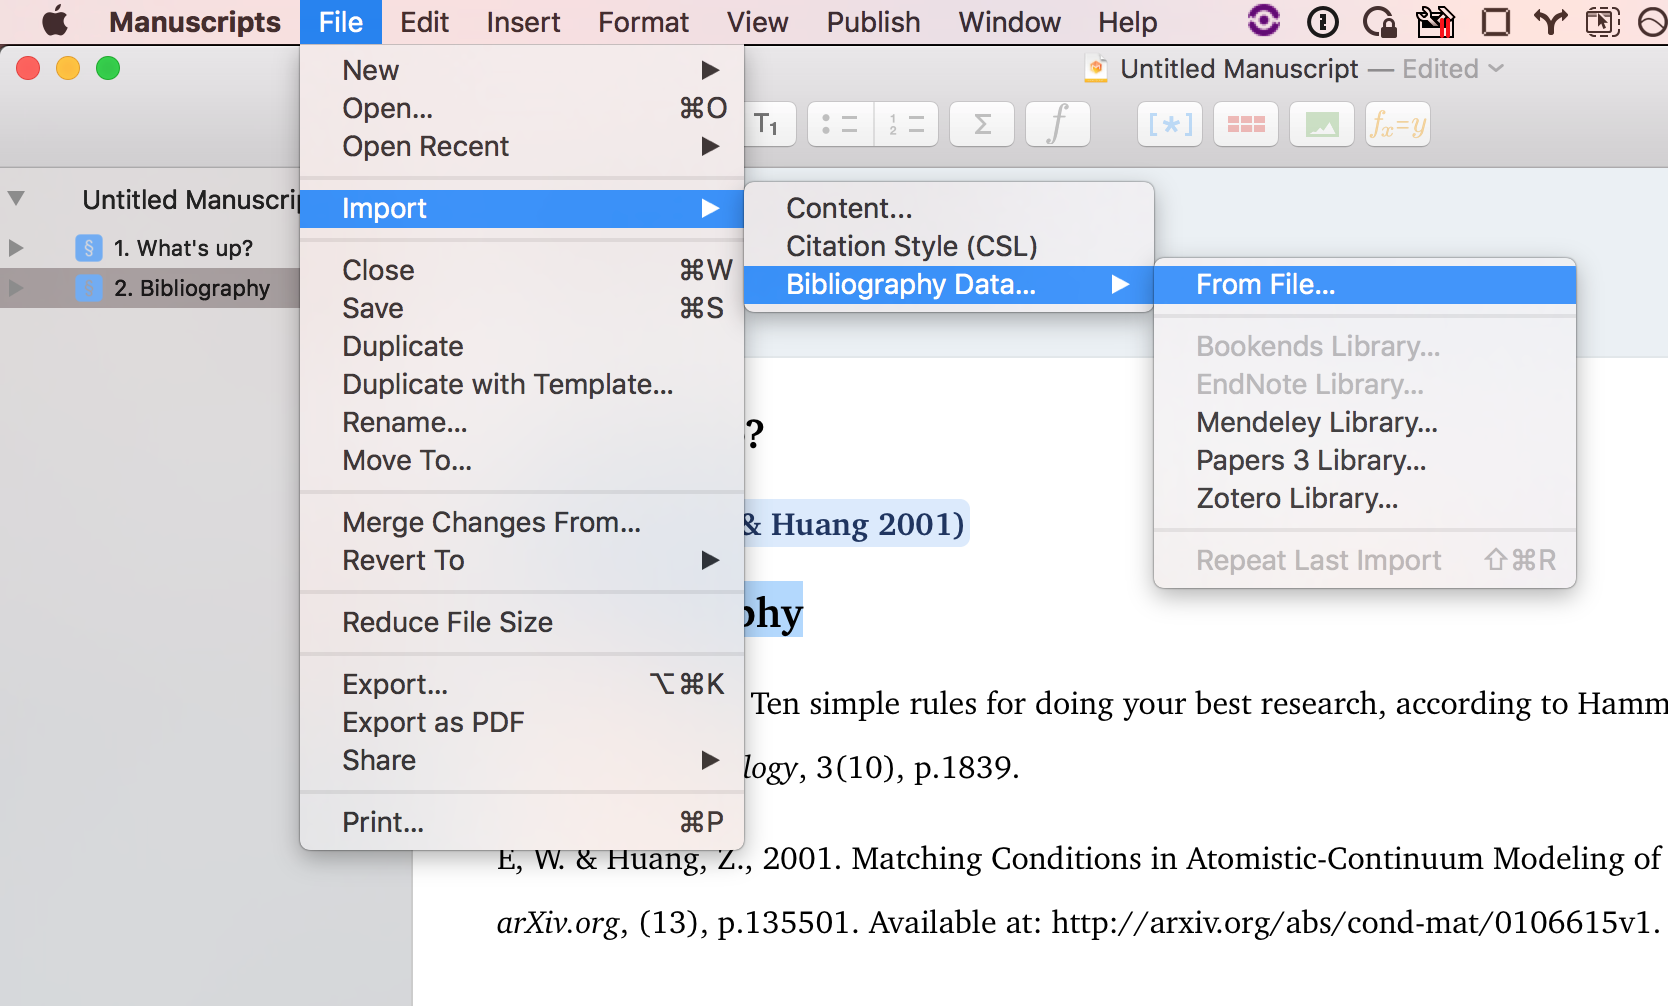 Manuscripts File Edit Insert Format View Publish Window Help
Untitled Manuscript — Edited
New
Open... ⌘O
Open Recent
Import
Close ⌘W
Save ⌘S
Duplicate
Duplicate with Template...
Rename...
Move To...
Merge Changes From...
Revert To
Reduce File Size
Export... ⌥⌘K
Export as PDF
Share
Print... ⌘P
Content...
Citation Style (CSL)
Bibliography Data...
From File...
Bookends Library...
EndNote Library...
Mendeley Library...
Papers 3 Library...
Zotero Library...
Repeat Last Import ⇧⌘R
T1 1 2 Σ f [*] fx=y
Untitled Manuscrip
§ 1. What's up?
§ 2. Bibliography
?
& Huang 2001)
phy
Ten simple rules for doing your best research, according to Hamm
logy, 3(10), p.1839.
E, W. & Huang, Z., 2001. Matching Conditions in Atomistic-Continuum Modeling of
arXiv.org, (13), p.135501. Available at: http://arxiv.org/abs/cond-mat/0106615v1.